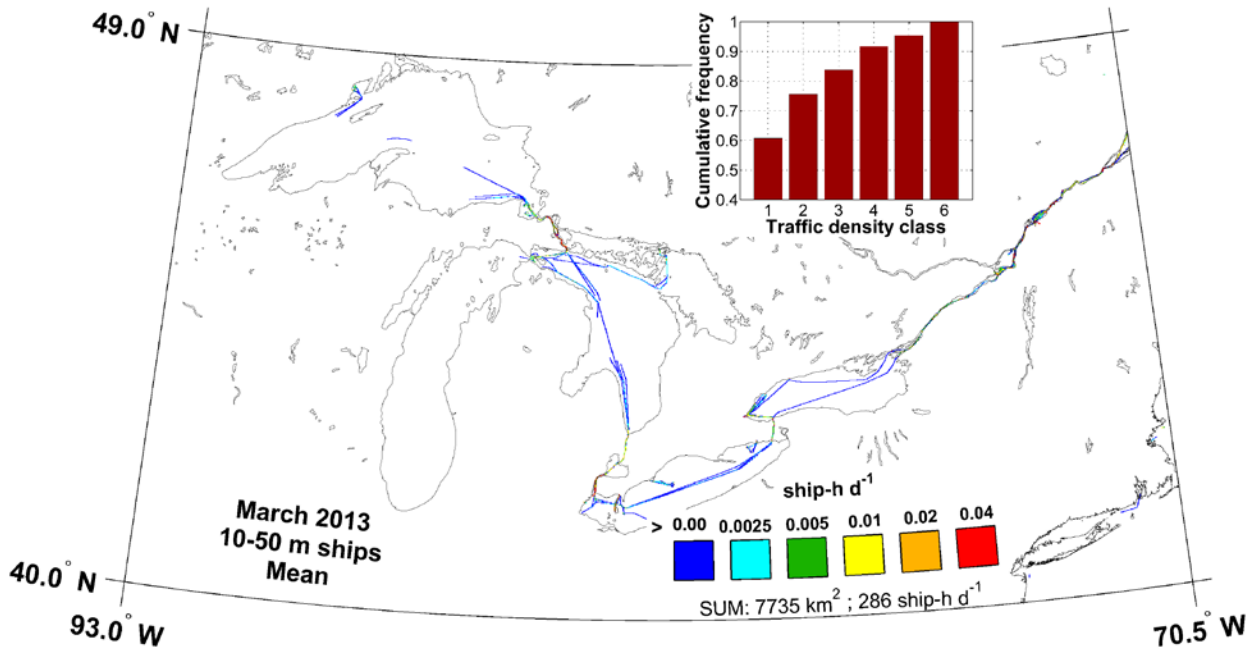 49.0° N
1
0.9
0.8
0.7
0.6
0.5
0.4
Cumulative frequency
1 2 3 4 5 6
Traffic density class
March 2013
10-50 m ships
Mean
ship-h d⁻¹
> 0.00 0.0025 0.005 0.01 0.02 0.04
SUM: 7735 km² ; 286 ship-h d⁻¹
40.0° N
93.0° W
70.5° W